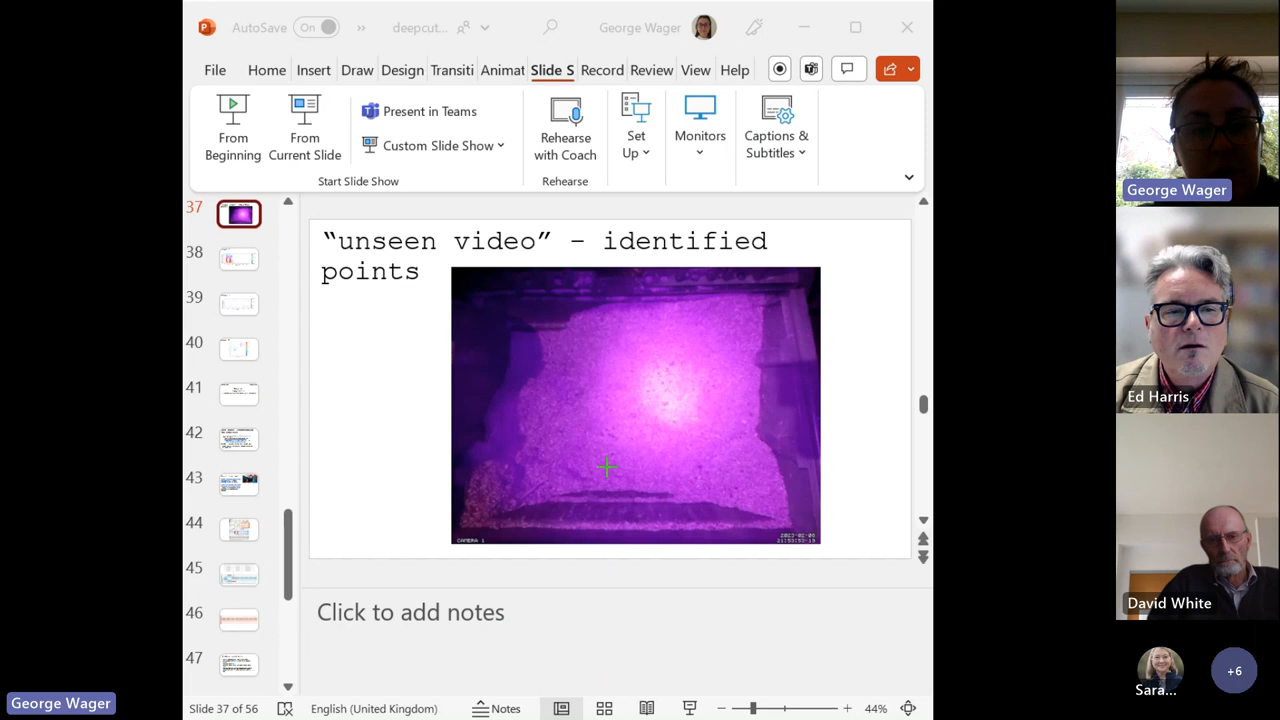 AutoSave On » deepcut... George Wager
File Home Insert Draw Design Transiti Animat Slide S Record Review View Help
From Beginning
From Current Slide
Present in Teams
Custom Slide Show
Start Slide Show
Rehearse with Coach
Rehearse
Set Up
Monitors
Captions & Subtitles
37
38
39
40
41
42
43
44
45
46
47
“unseen video” – identified
points
CAMERA 1
Click to add notes
Slide 37 of 56 English (United Kingdom) Notes 44%
George Wager
George Wager
Ed Harris
David White
Sara...
+6